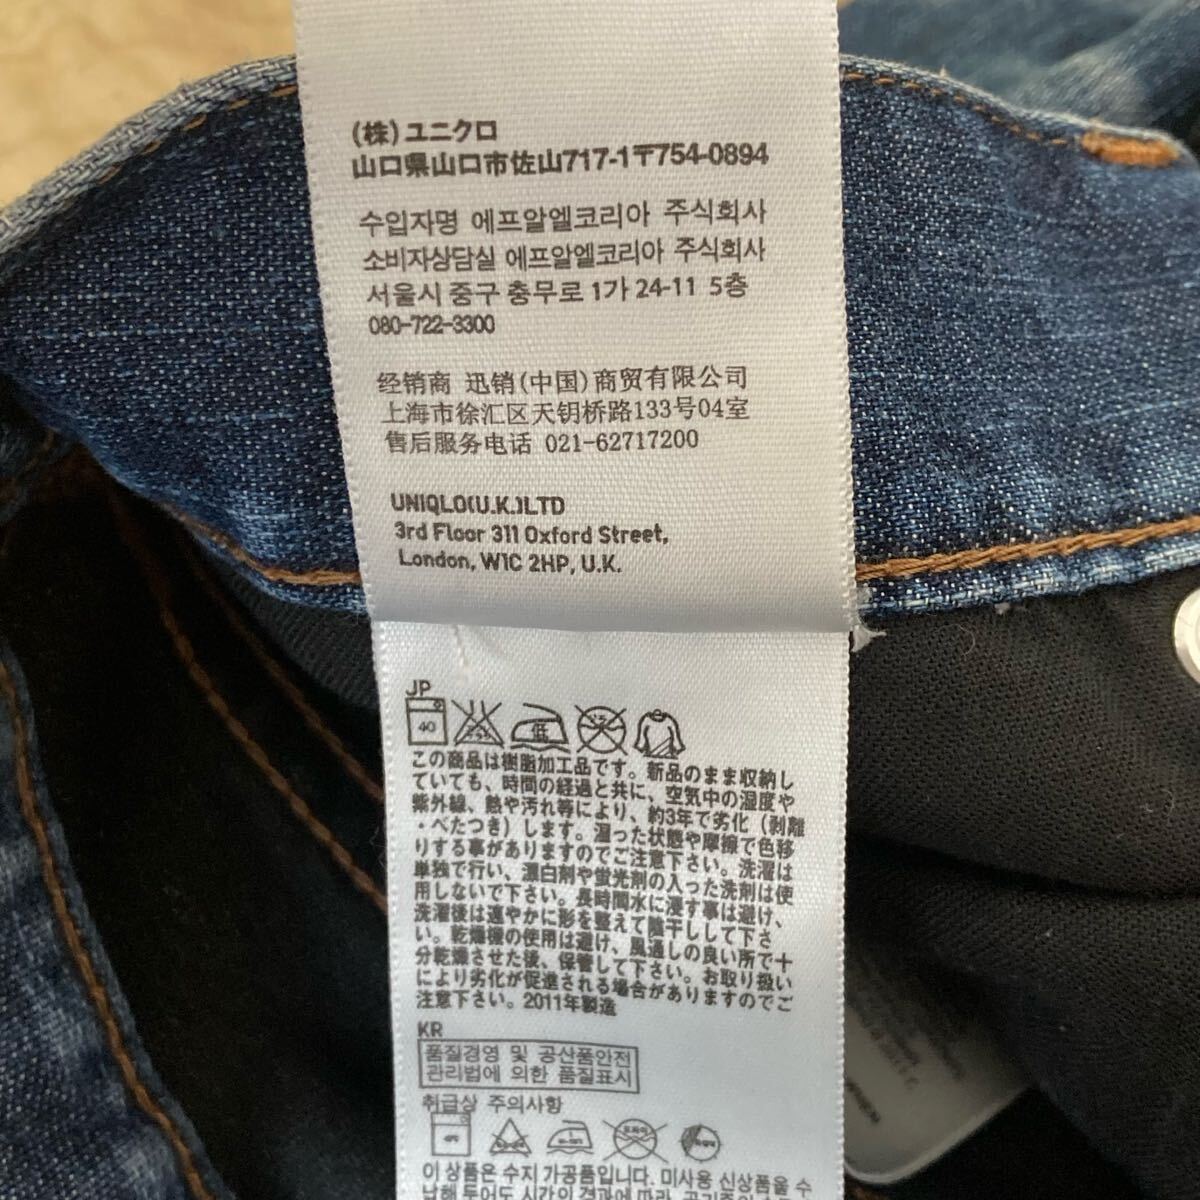 (株)ユニクロ
山口県山口市佐山717-1〒754-0894
수입자명 에프알엘코리아 주식회사
소비자상담실 에프알엘코리아 주식회사
서울시 중구 충무로 1가 24-11 5층
080-722-3300
经销商 迅销(中国)商贸有限公司
上海市徐汇区天钥桥路133号04室
售后服务电话 021-62717200
UNIQLO(U.K.)LTD
3rd Floor 311 Oxford Street,
London, W1C 2HP, U.K.
JP
40 低
この商品は樹脂加工品です。新品のまま収納し
ていても、時間の経過と共に、空気中の湿度や
紫外線、熱や汚れ等により、約3年で劣化（剥離
・べたつき）します。湿った状態や摩擦で色移
りする事がありますのでご注意下さい。洗濯は
単独で行い、漂白剤や蛍光剤の入った洗剤は使
用しないで下さい。長時間水に浸す事は避け、
洗濯後は速やかに形を整えて陰干しして下さ
い。乾燥機の使用は避け、風通しの良い所で十
分乾燥させた後、保管して下さい。お取り扱い
により劣化が促進される場合がありますのでご
注意下さい。2011年製造
KR
품질경영 및 공산품안전
관리법에 의한 품질표시
취급상 주의사항
이 상품은 수지 가공품입니다. 미사용 신상품을 수
납해 두어도 시간의 경과에 따라,